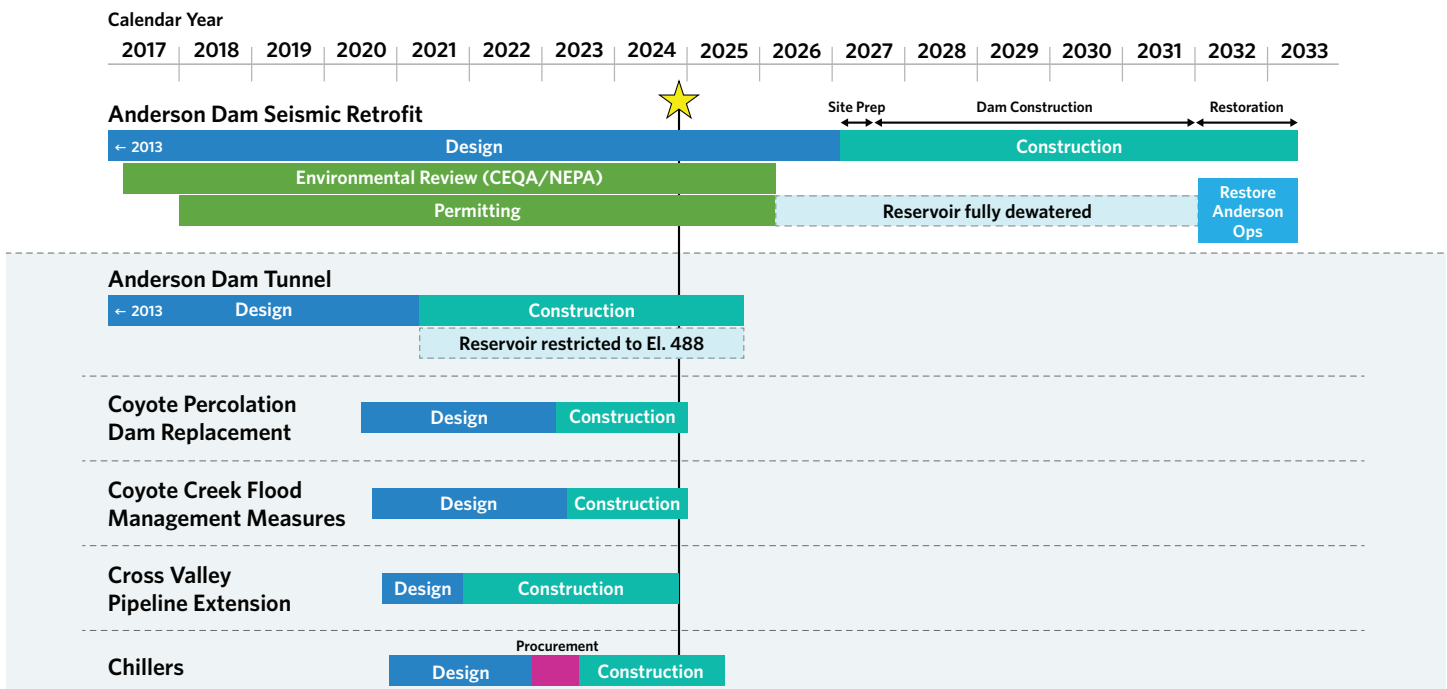 Calendar Year
2017 2018 2019 2020 2021 2022 2023 2024 2025 2026 2027 2028 2029 2030 2031 2032 2033
Anderson Dam Seismic Retrofit
Site Prep Dam Construction Restoration
← 2013 Design Construction
Environmental Review (CEQA/NEPA)
Permitting Reservoir fully dewatered
Restore
Anderson
Ops
Anderson Dam Tunnel
← 2013 Design Construction
Reservoir restricted to El. 488
Coyote Percolation
Dam Replacement
Design Construction
Coyote Creek Flood
Management Measures
Design Construction
Cross Valley
Pipeline Extension
Design Construction
Chillers
Procurement
Design Construction